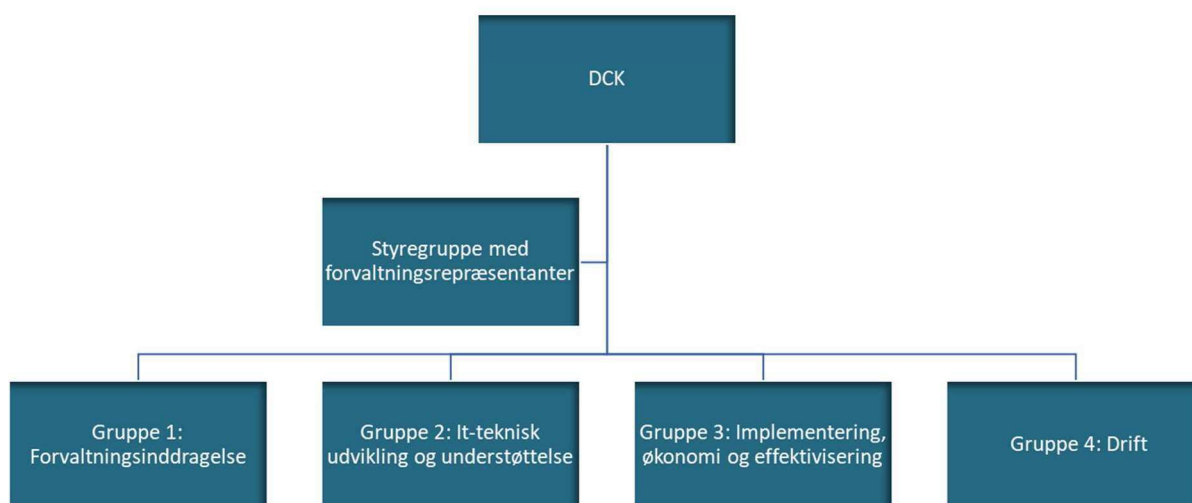 DCK
Styregruppe med
forvaltningsrepræsentanter
Gruppe 1:
Forvaltningsinddragelse
Gruppe 2: It-teknisk
udvikling og understøttelse
Gruppe 3: Implementering,
økonomi og effektivisering
Gruppe 4: Drift